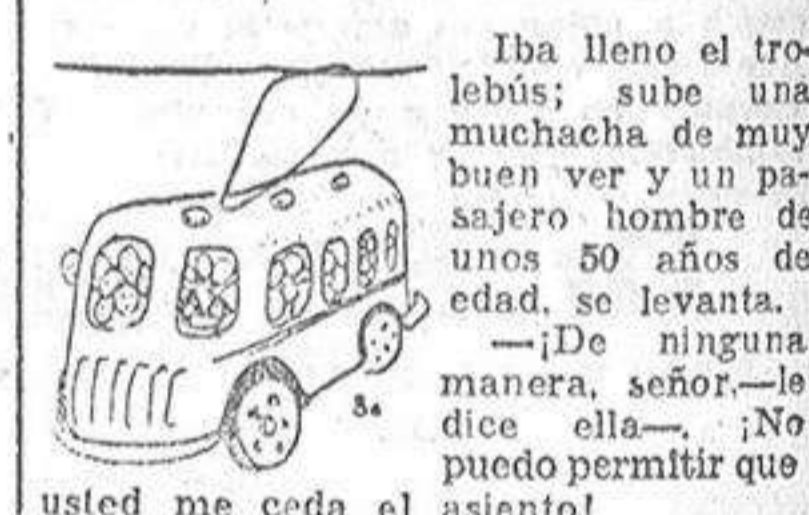 Iba lleno el tro-
lebús; sube una
muchacha de muy
buen ver y un pa-
sajero hombre de
unos 50 años de
edad, se levanta.
—¡De ninguna
manera, señor,—le
dice ella—. ¡No
puedo permitir que
usted me ceda el asiento!